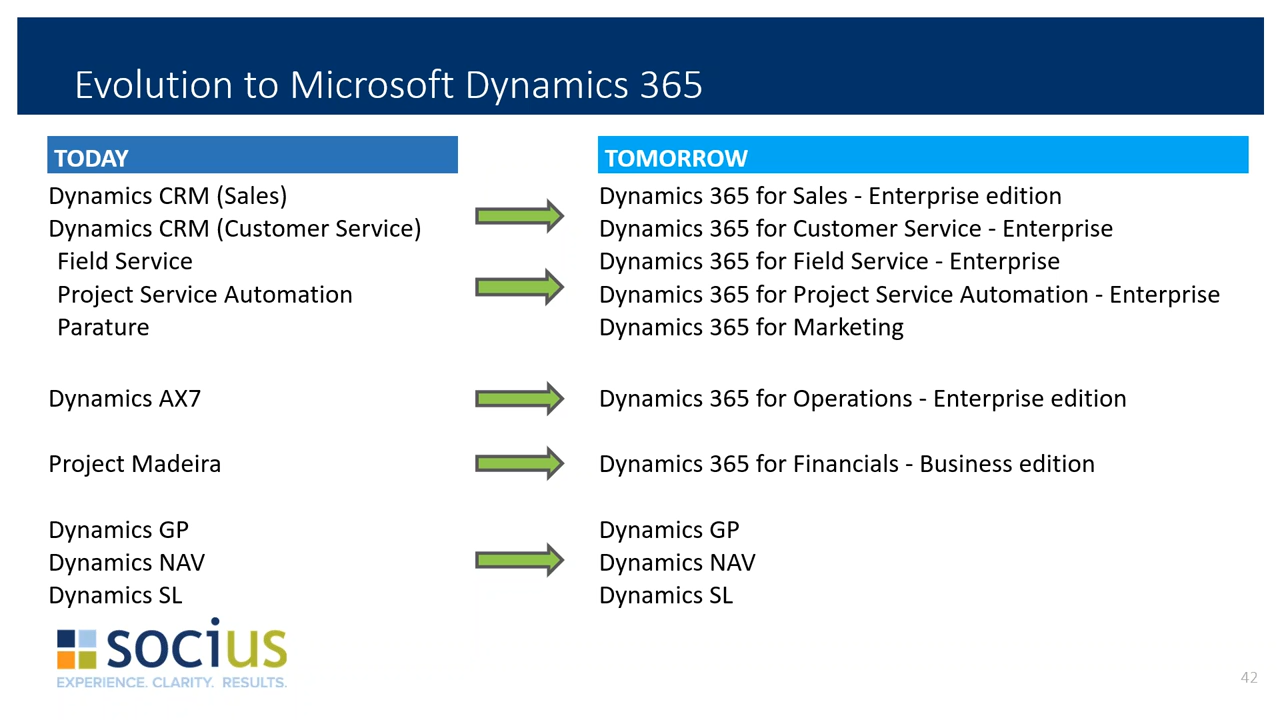 Evolution to Microsoft Dynamics 365
TODAY
Dynamics CRM (Sales)
Dynamics CRM (Customer Service)
Field Service
Project Service Automation
Parature
Dynamics AX7
Project Madeira
Dynamics GP
Dynamics NAV
Dynamics SL
TOMORROW
Dynamics 365 for Sales - Enterprise edition
Dynamics 365 for Customer Service - Enterprise
Dynamics 365 for Field Service - Enterprise
Dynamics 365 for Project Service Automation - Enterprise
Dynamics 365 for Marketing
Dynamics 365 for Operations - Enterprise edition
Dynamics 365 for Financials - Business edition
Dynamics GP
Dynamics NAV
Dynamics SL
socius
EXPERIENCE. CLARITY. RESULTS.
42